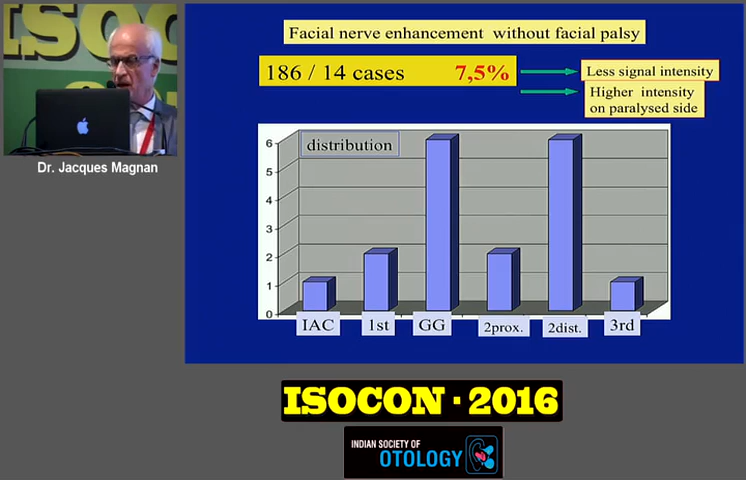 ISOC
Dr. Jacques Magnan
Facial nerve enhancement without facial palsy
186 / 14 cases 7,5%
Less signal intensity
Higher intensity
on paralysed side
distribution
6
5
4
3
2
1
0
IAC 1st GG 2prox. 2dist. 3rd
ISOCON · 2016
INDIAN SOCIETY OF
OTOLOGY